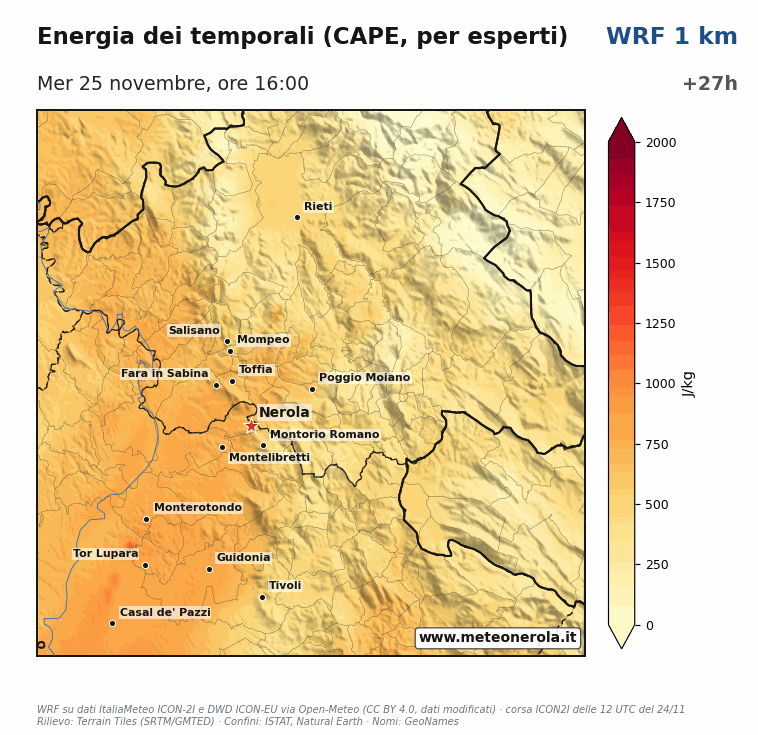 Energia dei temporali (CAPE, per esperti)
WRF 1 km
Mer 25 novembre, ore 16:00
+27h
Rieti
Salisano
Mompeo
Toffia
Fara in Sabina
Poggio Moiano
Nerola
Montorio Romano
Montelibretti
Monterotondo
Tor Lupara
Guidonia
Tivoli
Casal de' Pazzi
www.meteonerola.it
2000
1750
1500
1250
1000
750
500
250
0
J/kg
WRF su dati ItaliaMeteo ICON-2I e DWD ICON-EU via Open-Meteo (CC BY 4.0, dati modificati) · corsa ICON2I delle 12 UTC del 24/11
Rilievo: Terrain Tiles (SRTM/GMTED) · Confini: ISTAT, Natural Earth · Nomi: GeoNames